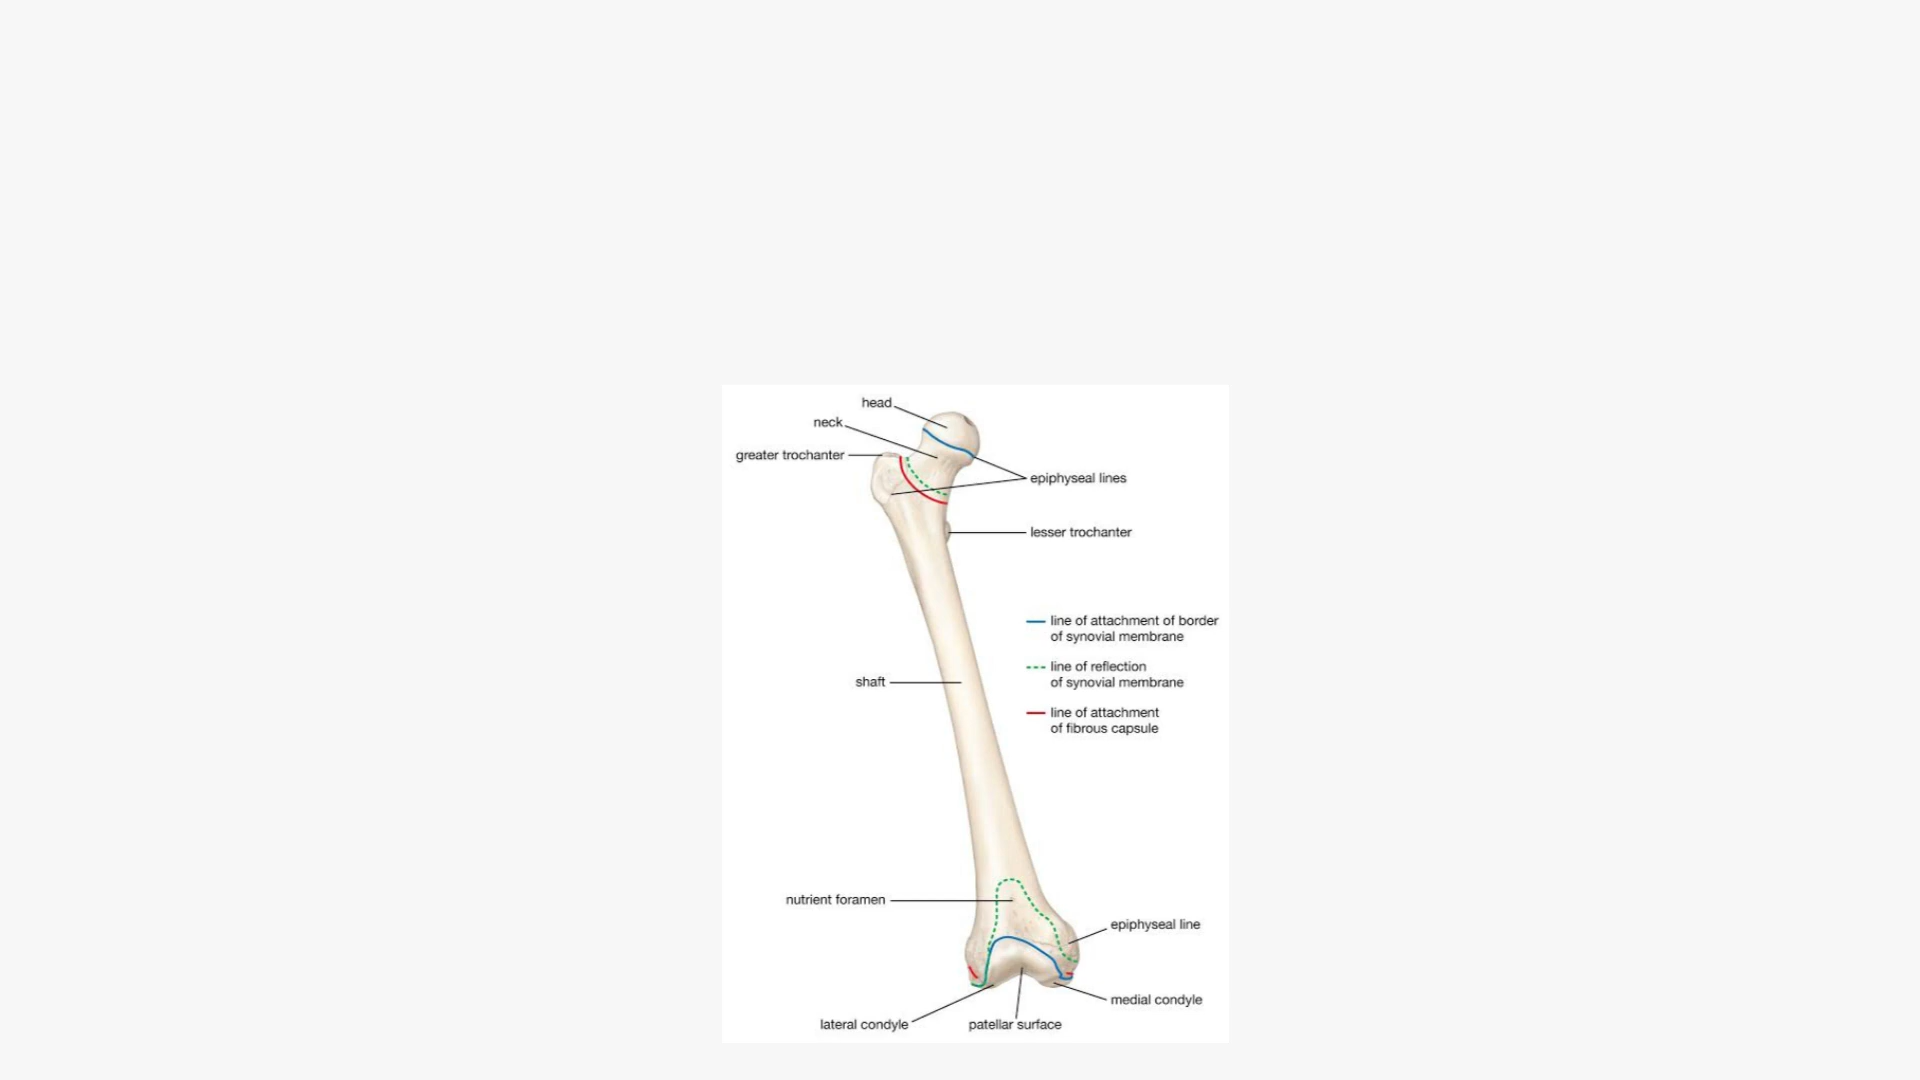 head
neck
greater trochanter
epiphyseal lines
lesser trochanter
line of attachment of border
of synovial membrane
line of reflection
of synovial membrane
shaft
line of attachment
of fibrous capsule
nutrient foramen
epiphyseal line
medial condyle
lateral condyle
patellar surface